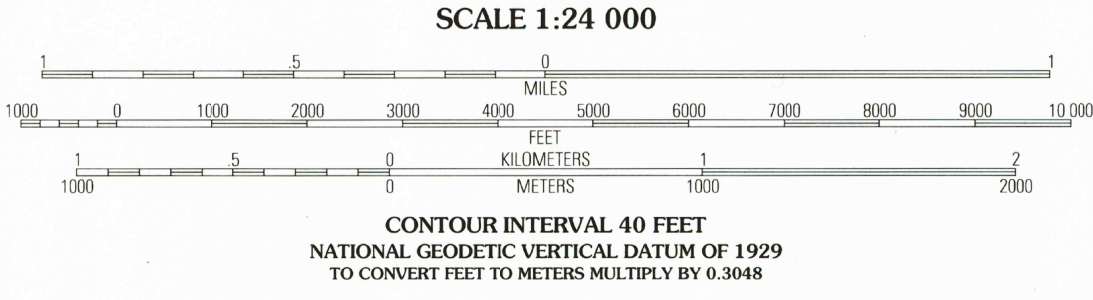 SCALE 1:24 000
1 .5 0 1
MILES
1000 0 1000 2000 3000 4000 5000 6000 7000 8000 9000 10 000
FEET
1 .5 0 KILOMETERS 1 2
1000 0 METERS 1000 2000
CONTOUR INTERVAL 40 FEET
NATIONAL GEODETIC VERTICAL DATUM OF 1929
TO CONVERT FEET TO METERS MULTIPLY BY 0.3048